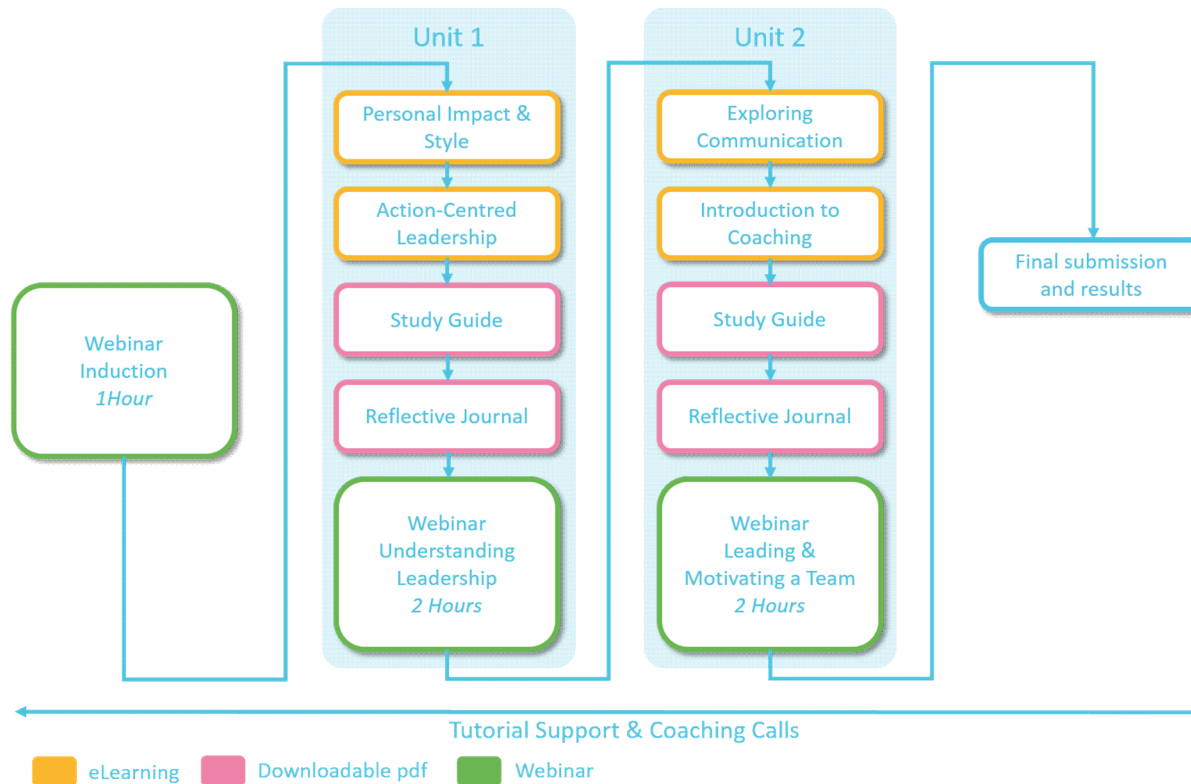 Unit 1
Personal Impact &
Style
Action-Centred
Leadership
Study Guide
Reflective Journal
Webinar
Understanding
Leadership
2 Hours
Unit 2
Exploring
Communication
Introduction to
Coaching
Study Guide
Reflective Journal
Webinar
Leading &
Motivating a Team
2 Hours
Webinar
Induction
1Hour
Final submission
and results
Tutorial Support & Coaching Calls
eLearning
Downloadable pdf
Webinar